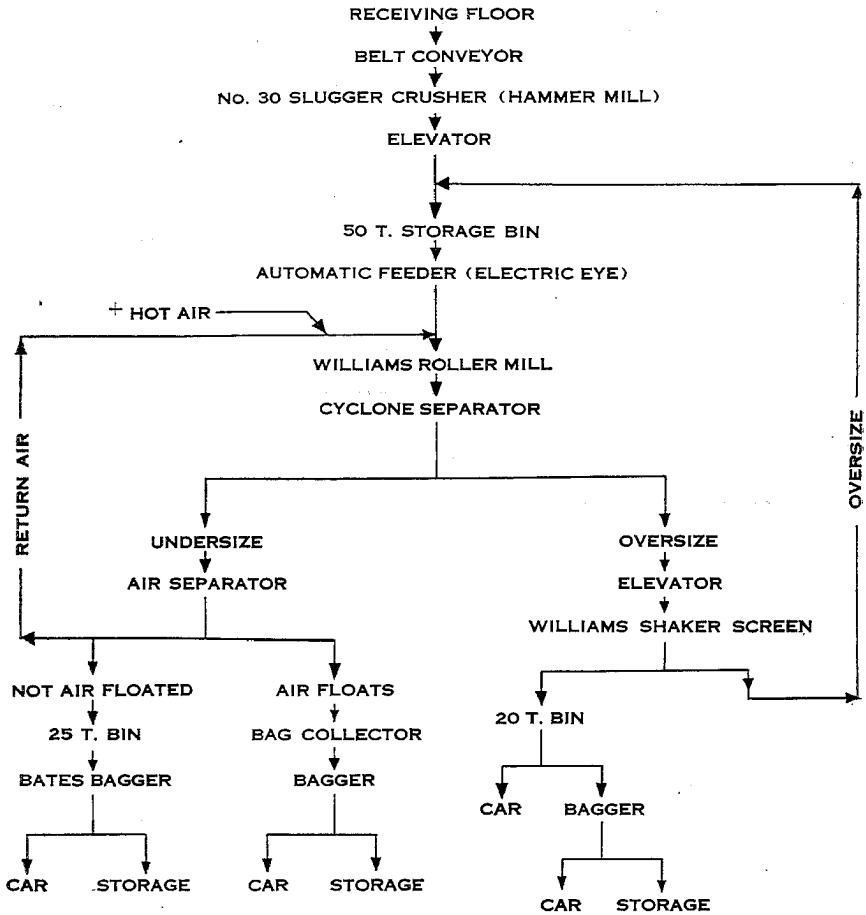 RECEIVING FLOOR
BELT CONVEYOR
No. 30 SLUGGER CRUSHER (HAMMER MILL)
ELEVATOR
50 T. STORAGE BIN
AUTOMATIC FEEDER (ELECTRIC EYE)
+ HOT AIR
WILLIAMS ROLLER MILL
CYCLONE SEPARATOR
RETURN AIR
OVERSIZE
UNDERSIZE
OVERSIZE
AIR SEPARATOR
ELEVATOR
WILLIAMS SHAKER SCREEN
NOT AIR FLOATED
AIR FLOATS
20 T. BIN
25 T. BIN
BAG COLLECTOR
BATES BAGGER
BAGGER
CAR
BAGGER
CAR
STORAGE
CAR
STORAGE
CAR
STORAGE